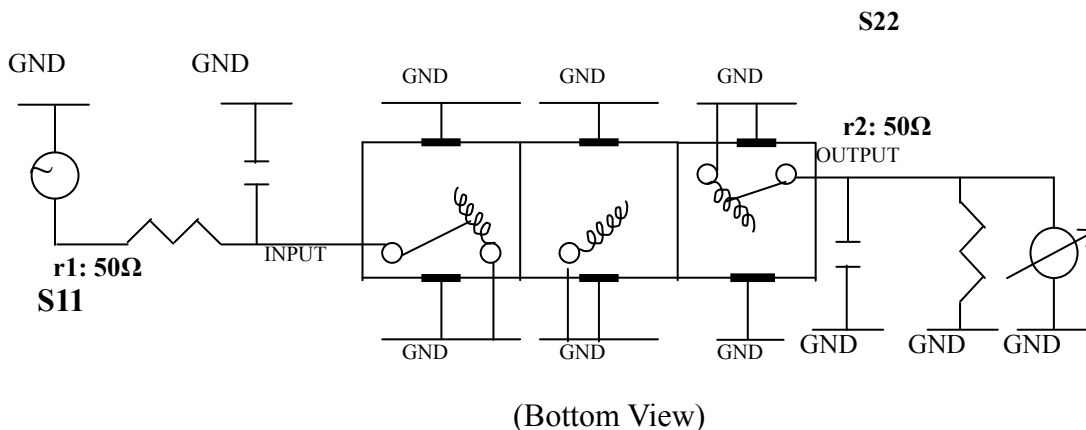 S22
GND
GND
GND
GND
GND
r2: 50Ω
OUTPUT
INPUT
r1: 50Ω
S11
GND
GND
GND
GND
GND
GND
(Bottom View)